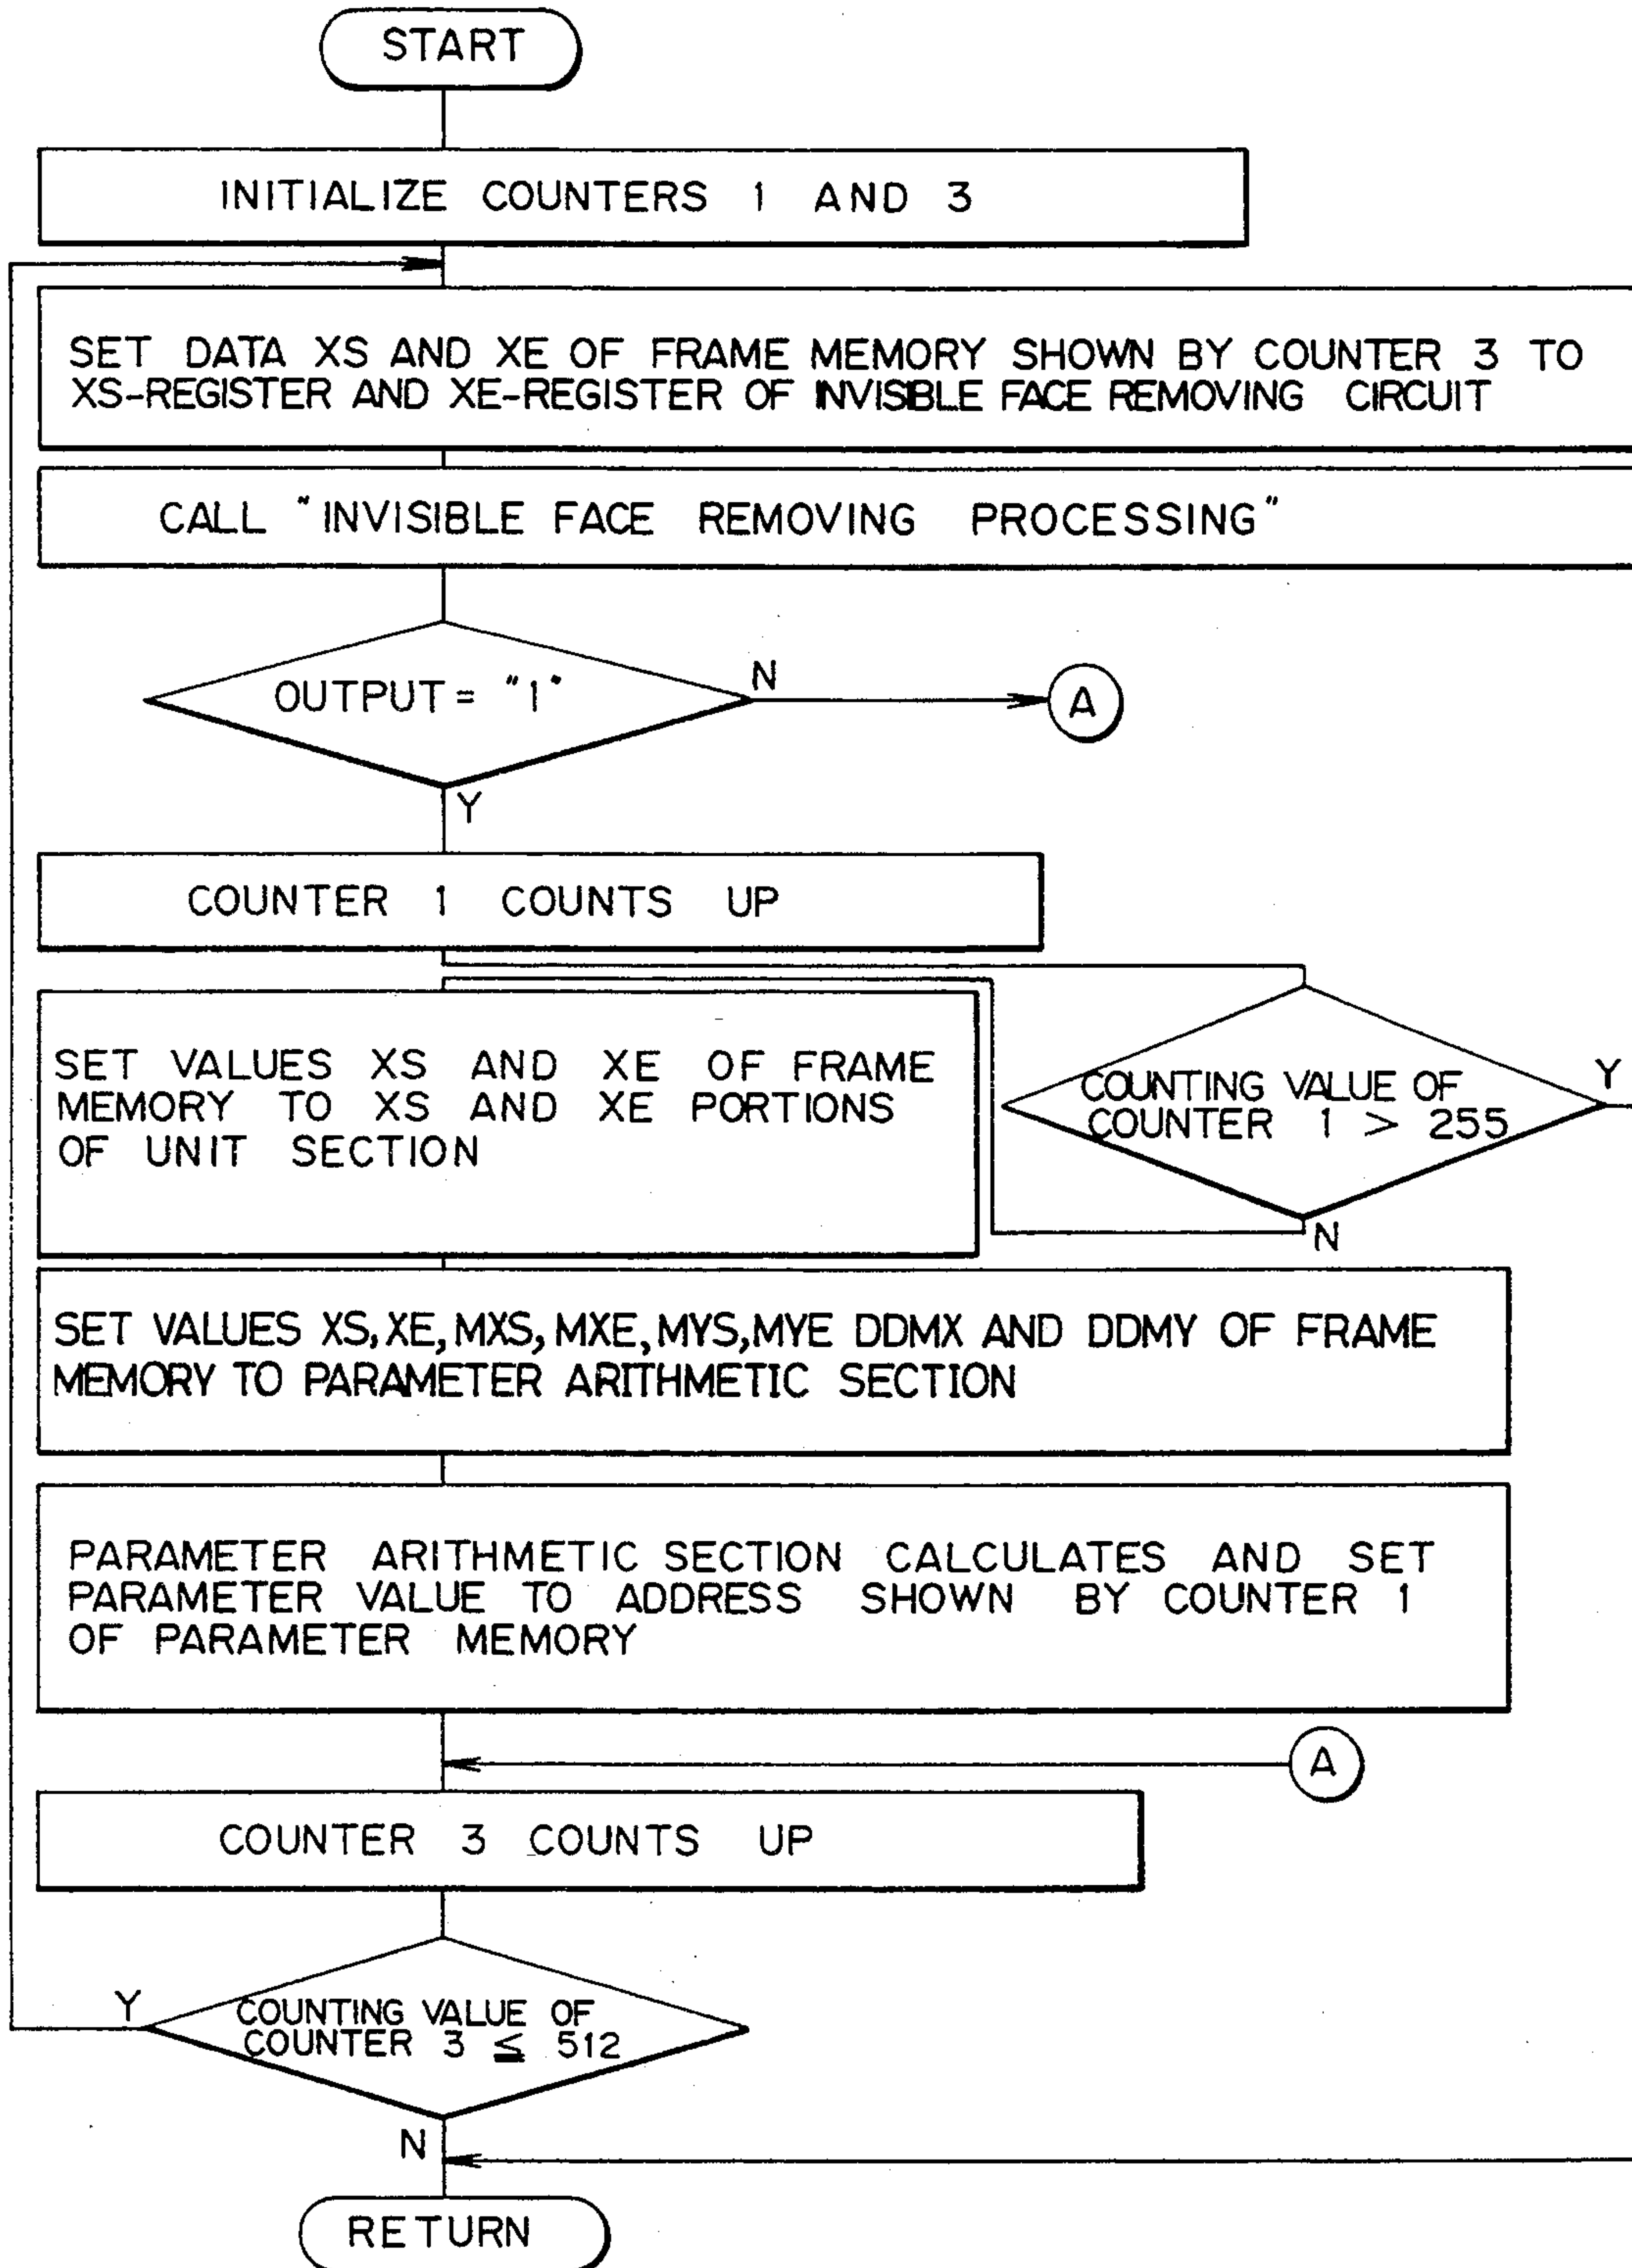 START
INITIALIZE COUNTERS 1 AND 3
SET DATA XS AND XE OF FRAME MEMORY SHOWN BY COUNTER 3 TO
XS-REGISTER AND XE-REGISTER OF INVISIBLE FACE REMOVING CIRCUIT
CALL "INVISIBLE FACE REMOVING PROCESSING"
OUTPUT = "1"
N
A
Y
COUNTER 1 COUNTS UP
SET VALUES XS AND XE OF FRAME
MEMORY TO XS AND XE PORTIONS
OF UNIT SECTION
COUNTING VALUE OF
COUNTER 1 > 255
Y
N
SET VALUES XS, XE, MXS, MXE, MYS, MYE DDMX AND DDMY OF FRAME
MEMORY TO PARAMETER ARITHMETIC SECTION
PARAMETER ARITHMETIC SECTION CALCULATES AND SET
PARAMETER VALUE TO ADDRESS SHOWN BY COUNTER 1
OF PARAMETER MEMORY
A
COUNTER 3 COUNTS UP
Y
COUNTING VALUE OF
COUNTER 3 ≦ 512
N
RETURN